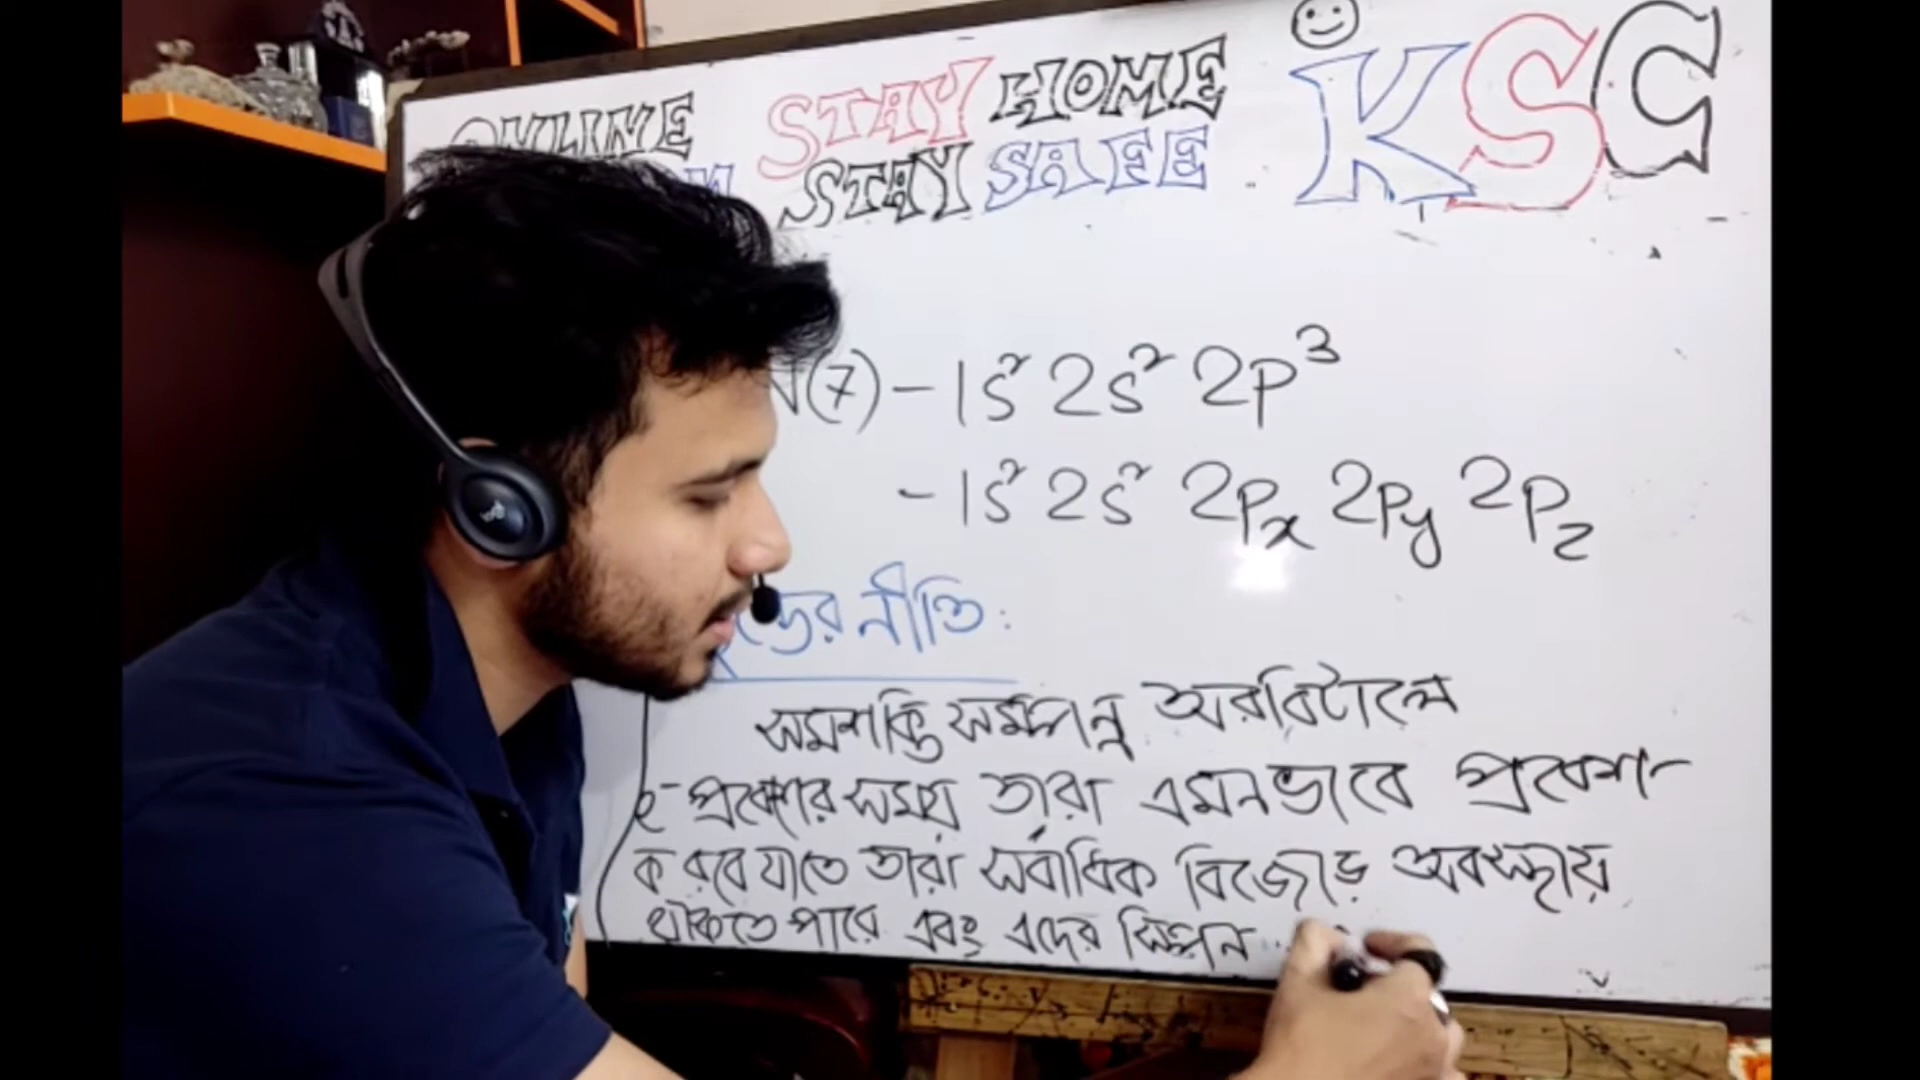 ONLINE STAY HOME KSC
STAY SAFE
N(7) - 1s² 2s² 2p³
- 1s² 2s² 2pₓ 2py 2pz
হুন্ডের নীতি:
সমশক্তি সম্পন্ন অরবিটালে
e⁻ প্রবেশের সময় তারা এমনভাবে প্রবেশ
করবে যাতে তারা সর্বাধিক বিজোড় অবস্থায়
থাকতে পারে এবং এদের স্পিন